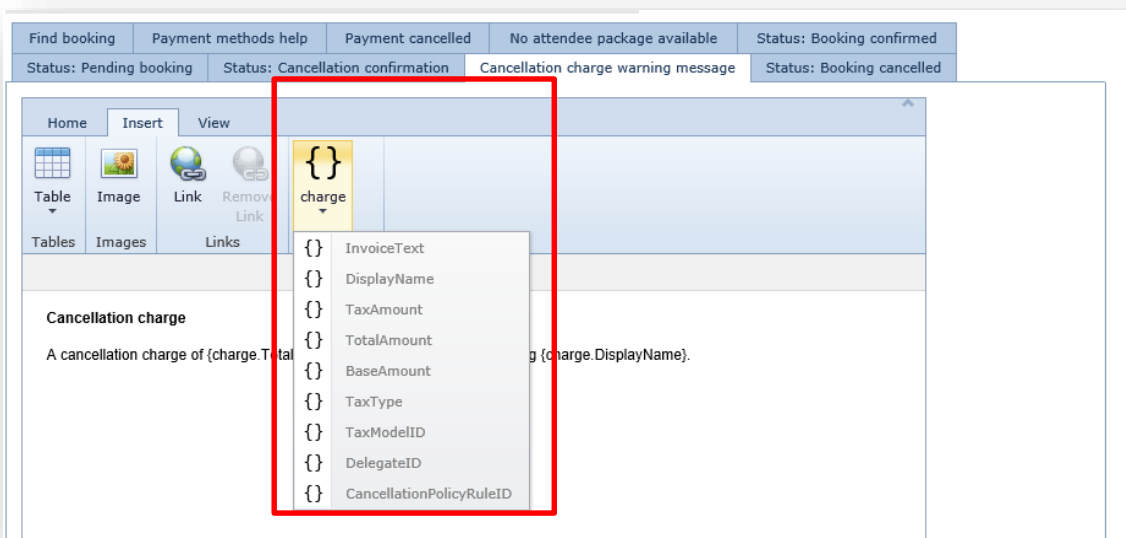 Find booking Payment methods help Payment cancelled No attendee package available Status: Booking confirmed
Status: Pending booking Status: Cancellation confirmation Cancellation charge warning message Status: Booking cancelled
Home Insert View
{}
Table Image Link Remove Link charge
Tables Images Links
{} InvoiceText
{} DisplayName
{} TaxAmount
{} TotalAmount
{} BaseAmount
{} TaxType
{} TaxModelID
{} DelegateID
{} CancellationPolicyRuleID
Cancellation charge
A cancellation charge of {charge. {charge.DisplayName}.